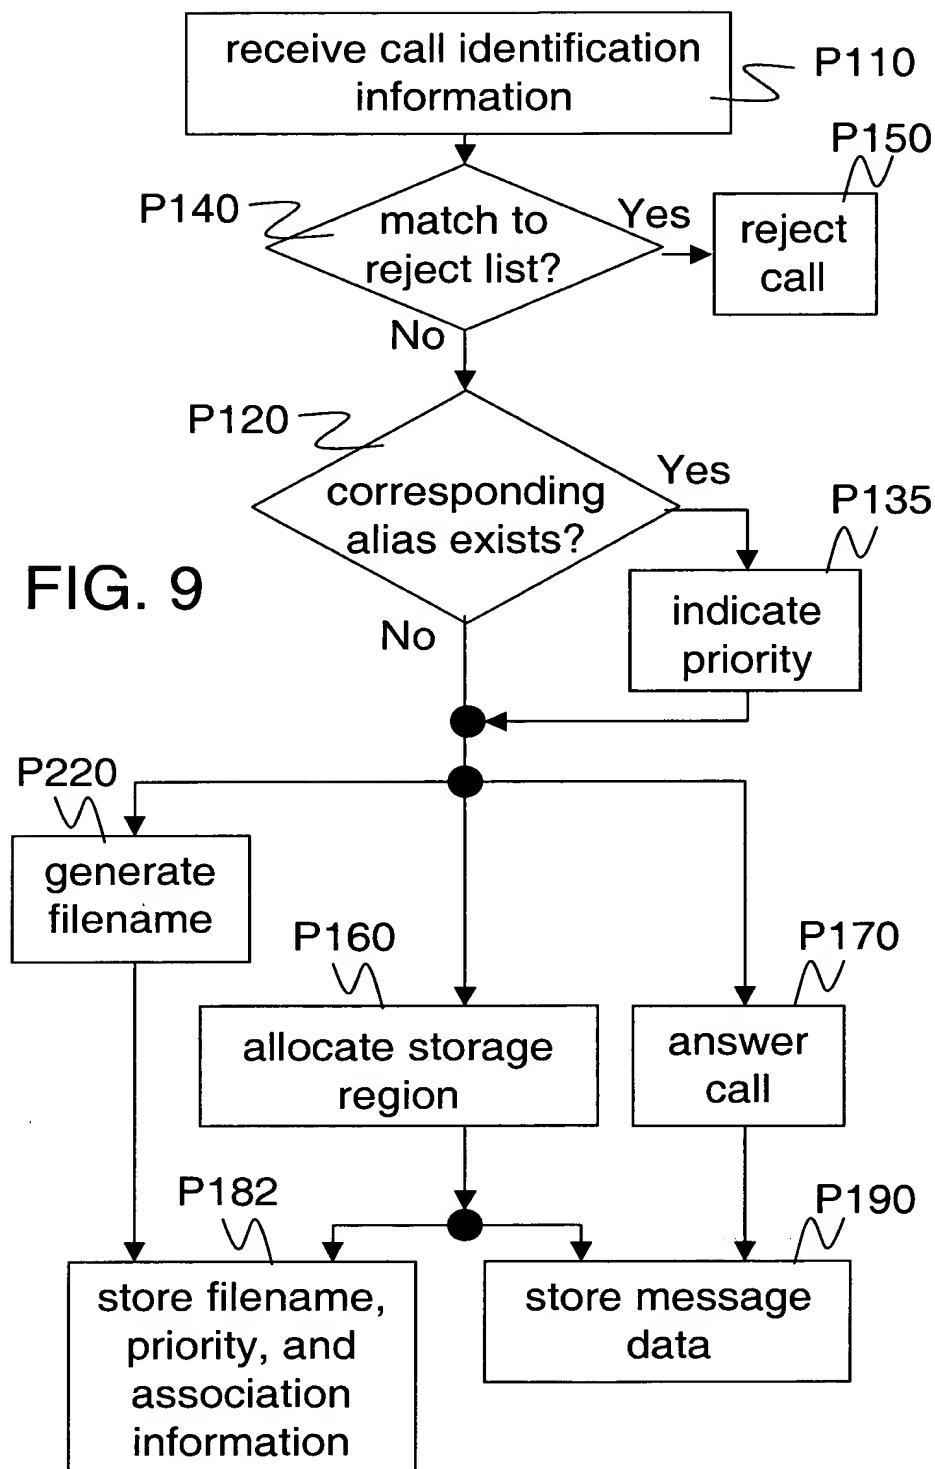 receive call identification
information
P110
P150
P140
match to
reject list?
Yes
reject
call
No
P120
corresponding
alias exists?
Yes
P135
FIG. 9
indicate
priority
No
P220
generate
filename
P160
P170
allocate storage
region
answer
call
P182
P190
store filename,
priority, and
association
information
store message
data